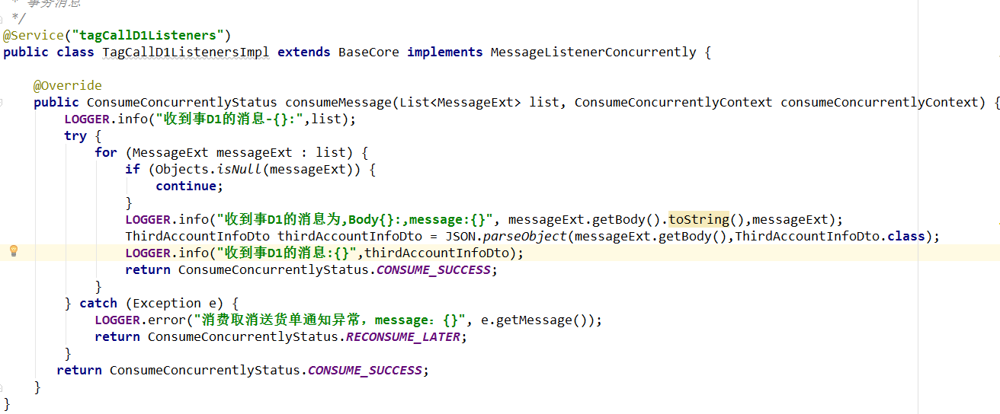 * 事务消息
*/
@Service("tagCallD1Listeners")
public class TagCallD1ListenersImpl extends BaseCore implements MessageListenerConcurrently {
@Override
public ConsumeConcurrentlyStatus consumeMessage(List<MessageExt> list, ConsumeConcurrentlyContext consumeConcurrentlyContext) {
LOGGER.info("收到事D1的消息-{}:",list);
try {
for (MessageExt messageExt : list) {
if (Objects.isNull(messageExt)) {
continue;
}
LOGGER.info("收到事D1的消息为,Body{}:,message:{}", messageExt.getBody().toString(),messageExt);
ThirdAccountInfoDto thirdAccountInfoDto = JSON.parseObject(messageExt.getBody(),ThirdAccountInfoDto.class);
LOGGER.info("收到事D1的消息:{}",thirdAccountInfoDto);
return ConsumeConcurrentlyStatus.CONSUME_SUCCESS;
}
} catch (Exception e) {
LOGGER.error("消费取消送货单通知异常，message：{}", e.getMessage());
return ConsumeConcurrentlyStatus.RECONSUME_LATER;
}
return ConsumeConcurrentlyStatus.CONSUME_SUCCESS;
}
}